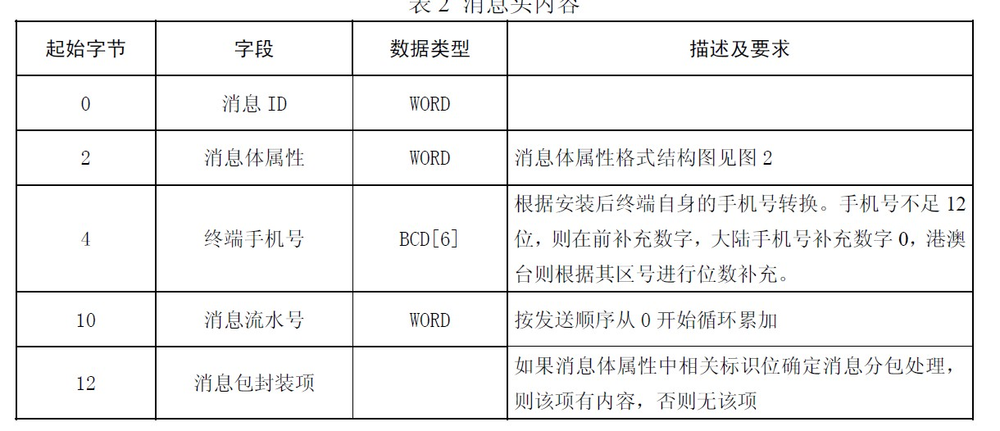 表 2 消息头内容
起始字节 字段 数据类型 描述及要求
0 消息 ID WORD
2 消息体属性 WORD 消息体属性格式结构图见图 2
4 终端手机号 BCD[6] 根据安装后终端自身的手机号转换。手机号不足 12
位，则在前补充数字，大陆手机号补充数字 0，港澳
台则根据其区号进行位数补充。
10 消息流水号 WORD 按发送顺序从 0 开始循环累加
12 消息包封装项 如果消息体属性中相关标识位确定消息分包处理，
则该项有内容，否则无该项